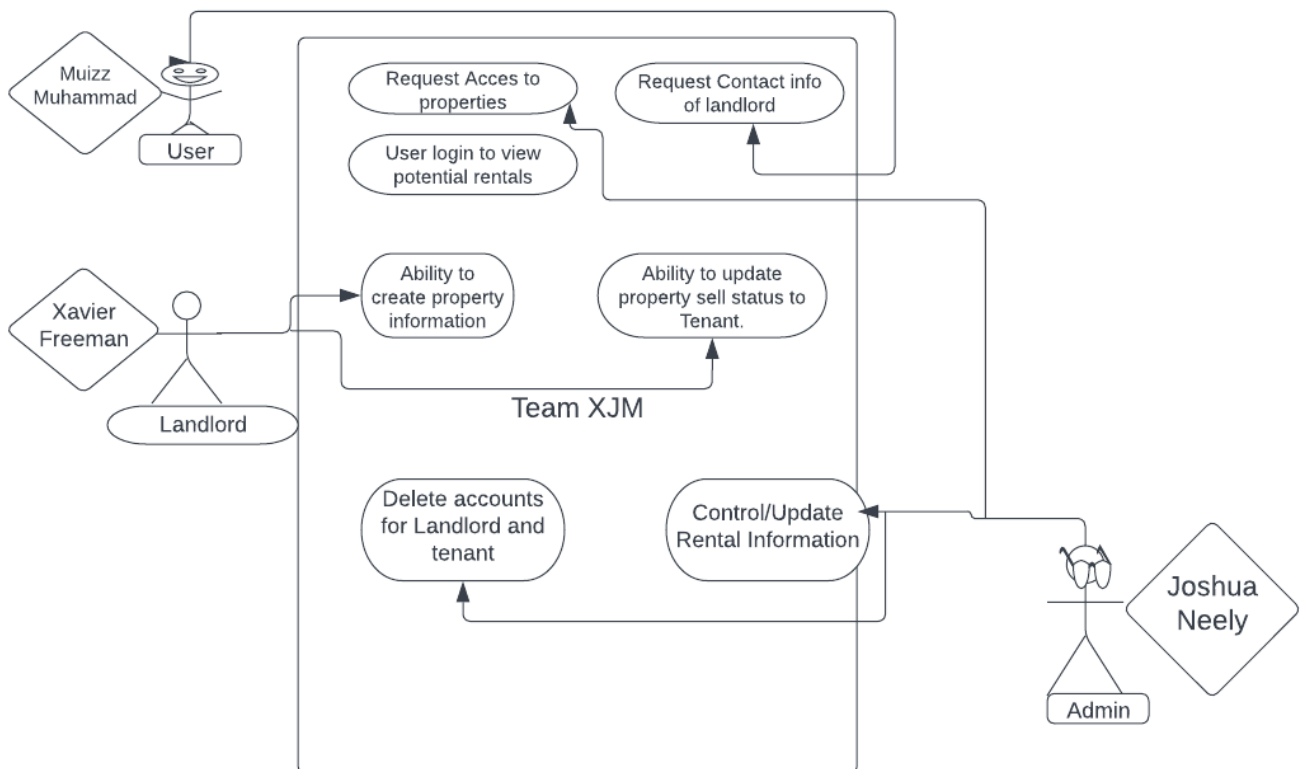 Muizz
Muhammad
User
Request Acces to
properties
Request Contact info
of landlord
User login to view
potential rentals
Xavier
Freeman
Landlord
Ability to
create property
information
Ability to update
property sell status to
Tenant.
Team XJM
Delete accounts
for Landlord and
tenant
Control/Update
Rental Information
Joshua
Neely
Admin